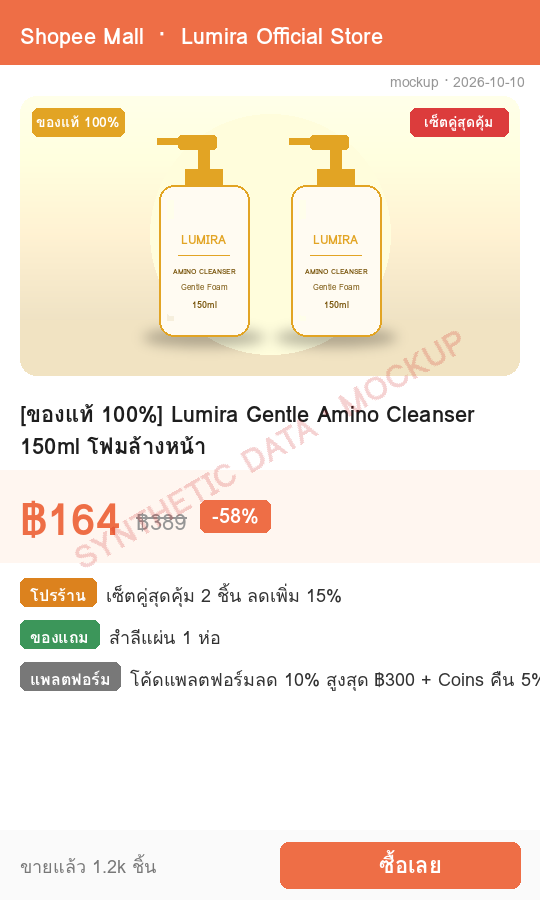 Shopee Mall · Lumira Official Store
mockup · 2026-10-10
ของแท้ 100%
เซ็ตคู่สุดคุ้ม
LUMIRA
AMINO CLEANSER
Gentle Foam
150ml
LUMIRA
AMINO CLEANSER
Gentle Foam
150ml
SYNTHETIC DATA · MOCKUP
[ของแท้ 100%] Lumira Gentle Amino Cleanser
150ml โฟมล้างหน้า
฿164 ฿389 -58%
โปรร้าน เซ็ตคู่สุดคุ้ม 2 ชิ้น ลดเพิ่ม 15%
ของแถม สำลีแผ่น 1 ห่อ
แพลตฟอร์ม โค้ดแพลตฟอร์มลด 10% สูงสุด ฿300 + Coins คืน 5%
ขายแล้ว 1.2k ชิ้น
ซื้อเลย